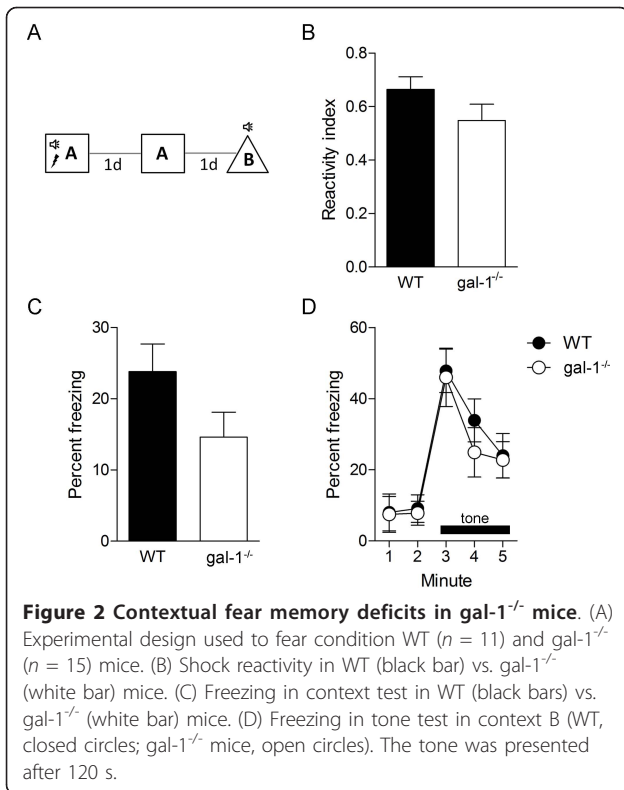 A
A
1d
A
1d
B
B
Reactivity index
0.8
0.6
0.4
0.2
0.0
WT
gal-1⁻/⁻
C
Percent freezing
30
20
10
0
WT
gal-1⁻/⁻
D
Percent freezing
60
40
20
0
tone
1 2 3 4 5
Minute
WT
gal-1⁻/⁻
Figure 2 Contextual fear memory deficits in gal-1⁻/⁻ mice. (A)
Experimental design used to fear condition WT (n = 11) and gal-1⁻/⁻
(n = 15) mice. (B) Shock reactivity in WT (black bar) vs. gal-1⁻/⁻
(white bar) mice. (C) Freezing in context test in WT (black bars) vs.
gal-1⁻/⁻ (white bar) mice. (D) Freezing in tone test in context B (WT,
closed circles; gal-1⁻/⁻ mice, open circles). The tone was presented
after 120 s.